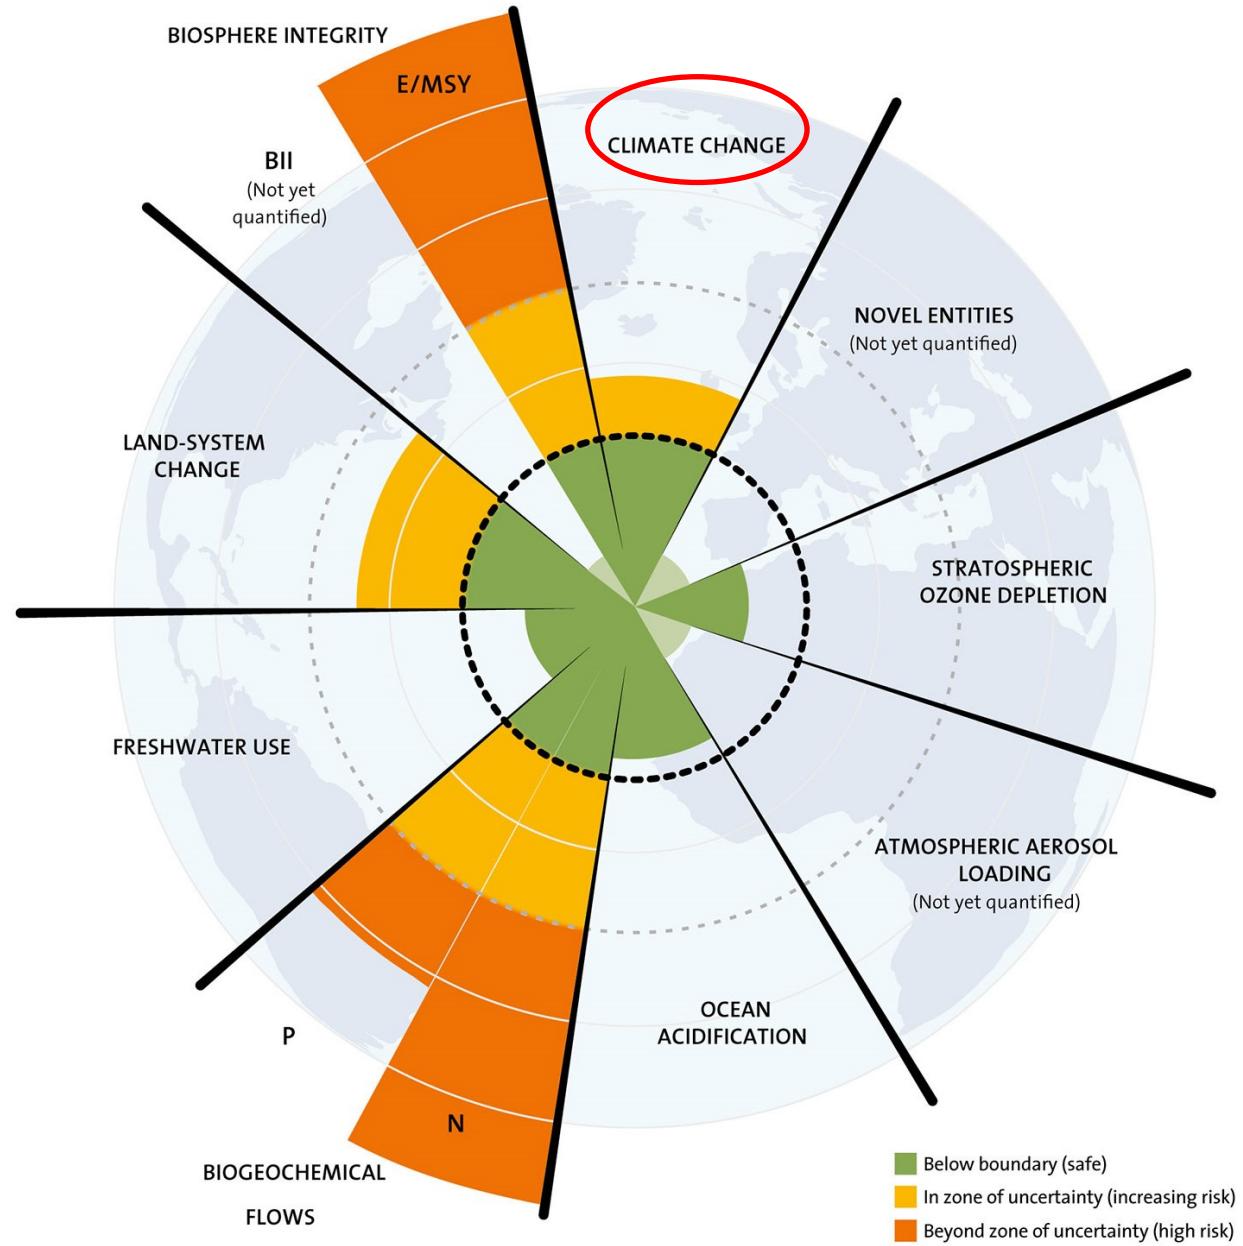 BIOSPHERE INTEGRITY
E/MSY
CLIMATE CHANGE
BII
(Not yet
quantified)
NOVEL ENTITIES
(Not yet quantified)
LAND-SYSTEM
CHANGE
STRATOSPHERIC
OZONE DEPLETION
FRESHWATER USE
ATMOSPHERIC AEROSOL
LOADING
(Not yet quantified)
OCEAN
ACIDIFICATION
P
N
BIOGEOCHEMICAL
FLOWS
Below boundary (safe)
In zone of uncertainty (increasing risk)
Beyond zone of uncertainty (high risk)